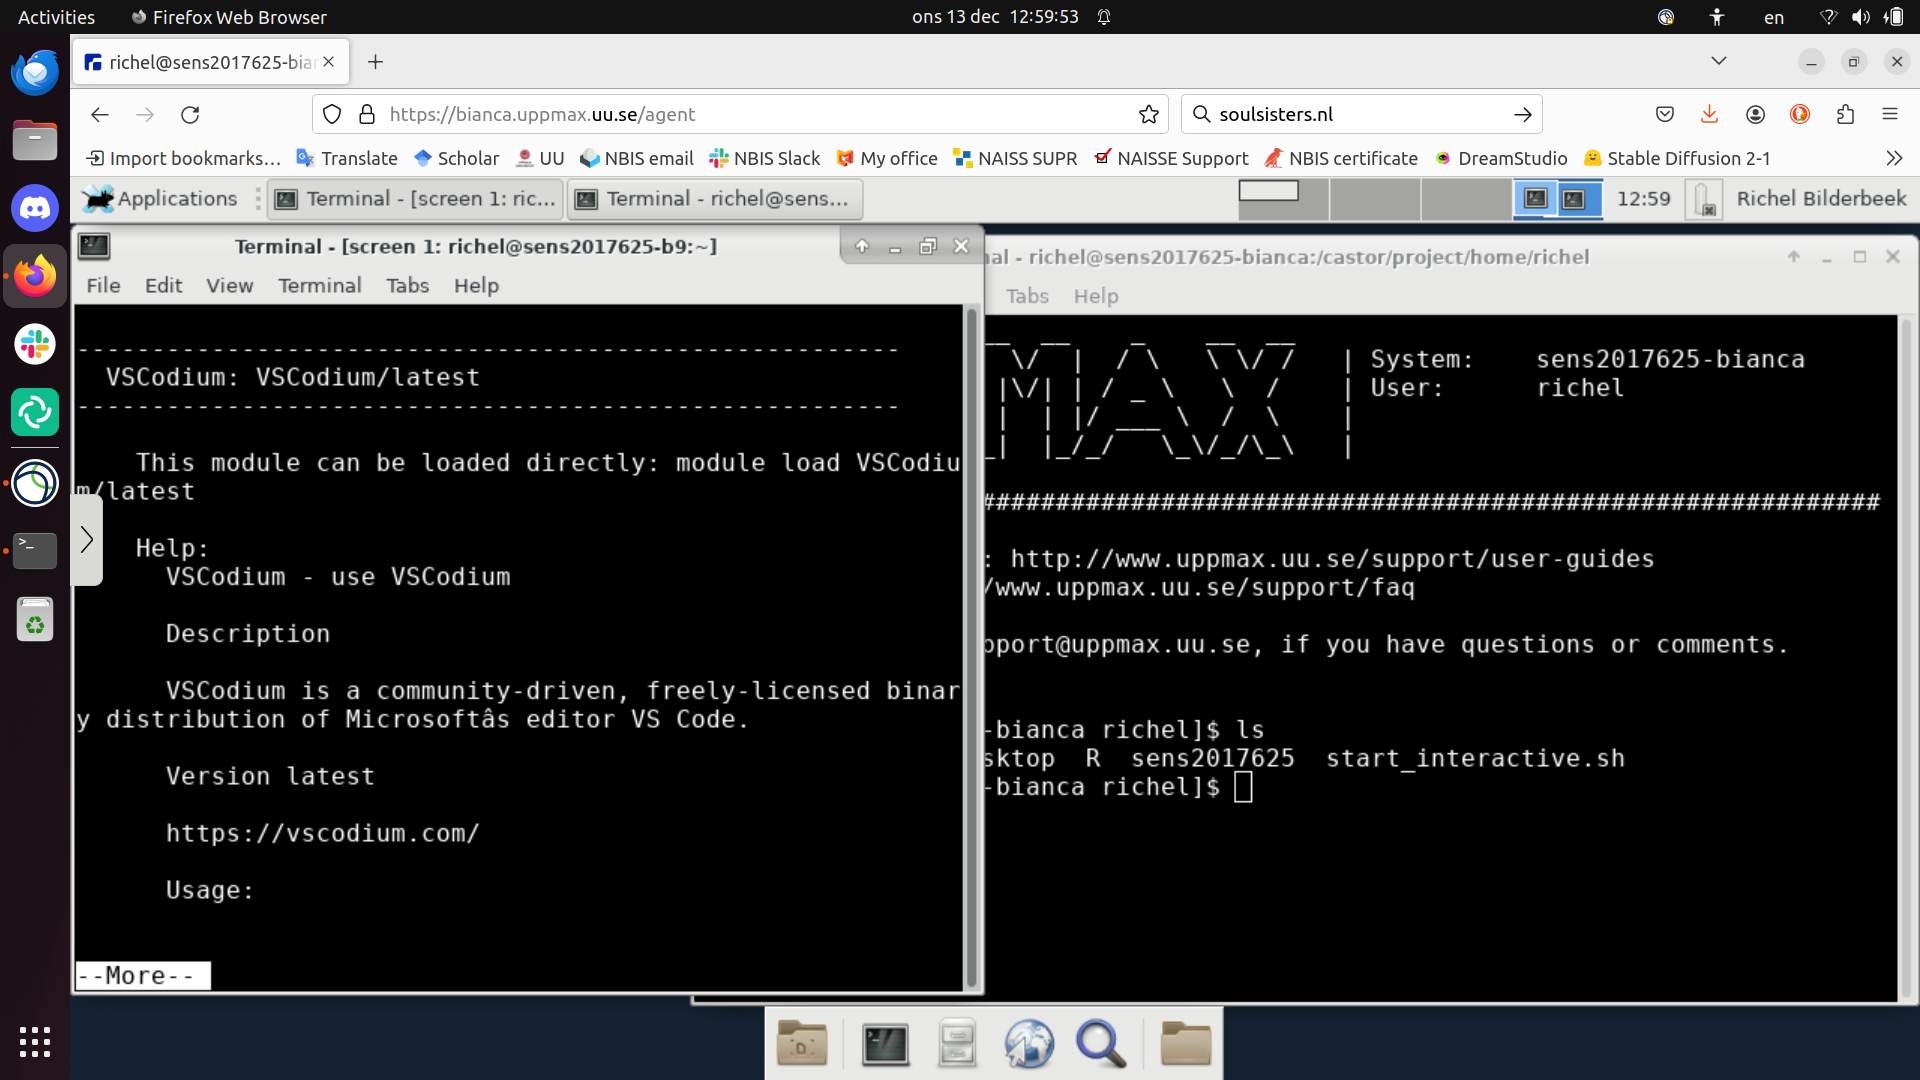 Activities
Firefox Web Browser
ons 13 dec 12:59:53
en
richel@sens2017625-bian
https://bianca.uppmax.uu.se/agent
soulsisters.nl
Import bookmarks…
Translate
Scholar
UU
NBIS email
NBIS Slack
My office
NAISS SUPR
NAISSE Support
NBIS certificate
DreamStudio
Stable Diffusion 2-1
Applications
Terminal - [screen 1: ric...
Terminal - richel@sens...
12:59
Richel Bilderbeek
Terminal - [screen 1: richel@sens2017625-b9:~]
File Edit View Terminal Tabs Help
-------------------------------------------------------
VSCodium: VSCodium/latest
-------------------------------------------------------
This module can be loaded directly: module load VSCodiu
m/latest
Help:
VSCodium - use VSCodium
Description
VSCodium is a community-driven, freely-licensed binar
y distribution of Microsoftâs editor VS Code.
Version latest
https://vscodium.com/
Usage:
--More--
nal - richel@sens2017625-bianca:/castor/project/home/richel
Tabs Help
MAX
| System: sens2017625-bianca
| User: richel
|
|
############################################################
: http://www.uppmax.uu.se/support/user-guides
/www.uppmax.uu.se/support/faq
pport@uppmax.uu.se, if you have questions or comments.
-bianca richel]$ ls
sktop R sens2017625 start_interactive.sh
-bianca richel]$